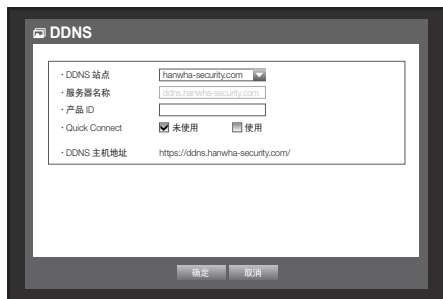 DDNS
· DDNS 站点 hanwha-security.com
· 服务器名称 ddns.hanwha-security.com
· 产品 ID
· Quick Connect 未使用 使用
· DDNS 主机地址 https://ddns.hanwha-security.com/
确定 取消